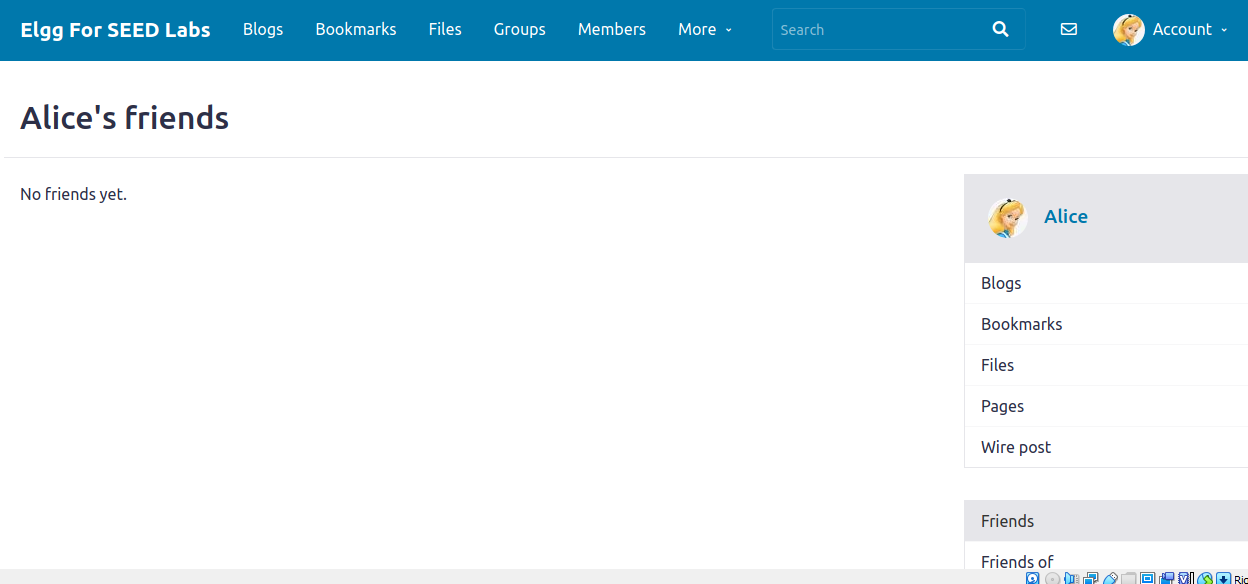 Elgg For SEED Labs Blogs Bookmarks Files Groups Members More Search Account
Alice's friends
No friends yet.
Alice
Blogs
Bookmarks
Files
Pages
Wire post
Friends
Friends of